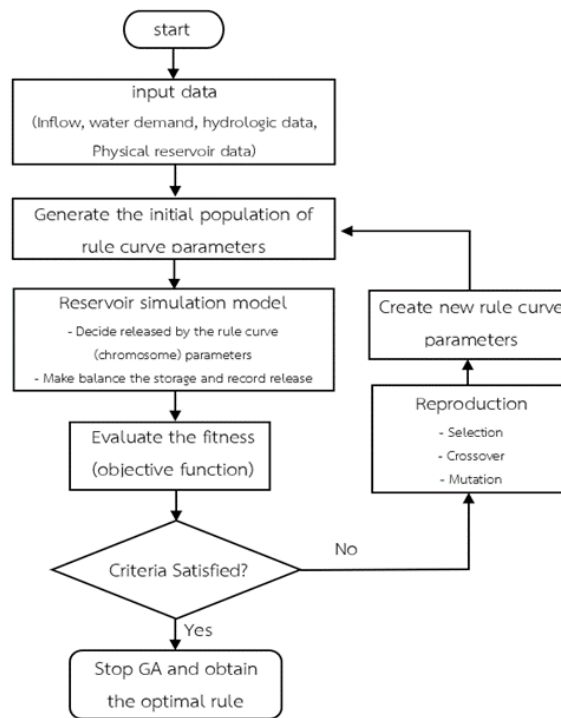 start
input data
(Inflow, water demand, hydrologic data,
Physical reservoir data)
Generate the initial population of
rule curve parameters
Reservoir simulation model
- Decide released by the rule curve
(chromosome) parameters
- Make balance the storage and record release
Evaluate the fitness
(objective function)
Criteria Satisfied?
No
Yes
Stop GA and obtain
the optimal rule
Create new rule curve
parameters
Reproduction
- Selection
- Crossover
- Mutation